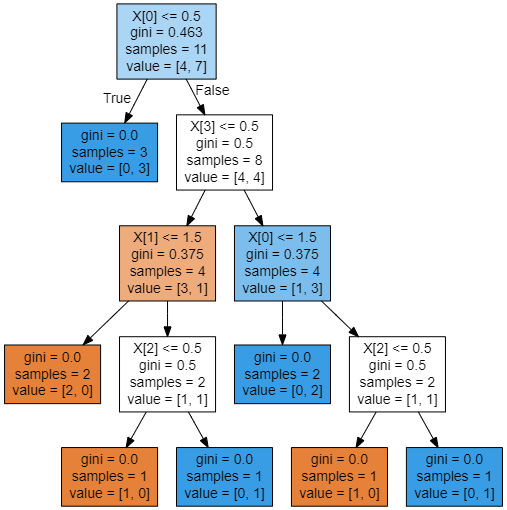 X[0] <= 0.5
gini = 0.463
samples = 11
value = [4, 7]
True
False
gini = 0.0
samples = 3
value = [0, 3]
X[3] <= 0.5
gini = 0.5
samples = 8
value = [4, 4]
X[1] <= 1.5
gini = 0.375
samples = 4
value = [3, 1]
X[0] <= 1.5
gini = 0.375
samples = 4
value = [1, 3]
gini = 0.0
samples = 2
value = [2, 0]
X[2] <= 0.5
gini = 0.5
samples = 2
value = [1, 1]
gini = 0.0
samples = 2
value = [0, 2]
X[2] <= 0.5
gini = 0.5
samples = 2
value = [1, 1]
gini = 0.0
samples = 1
value = [1, 0]
gini = 0.0
samples = 1
value = [0, 1]
gini = 0.0
samples = 1
value = [1, 0]
gini = 0.0
samples = 1
value = [0, 1]